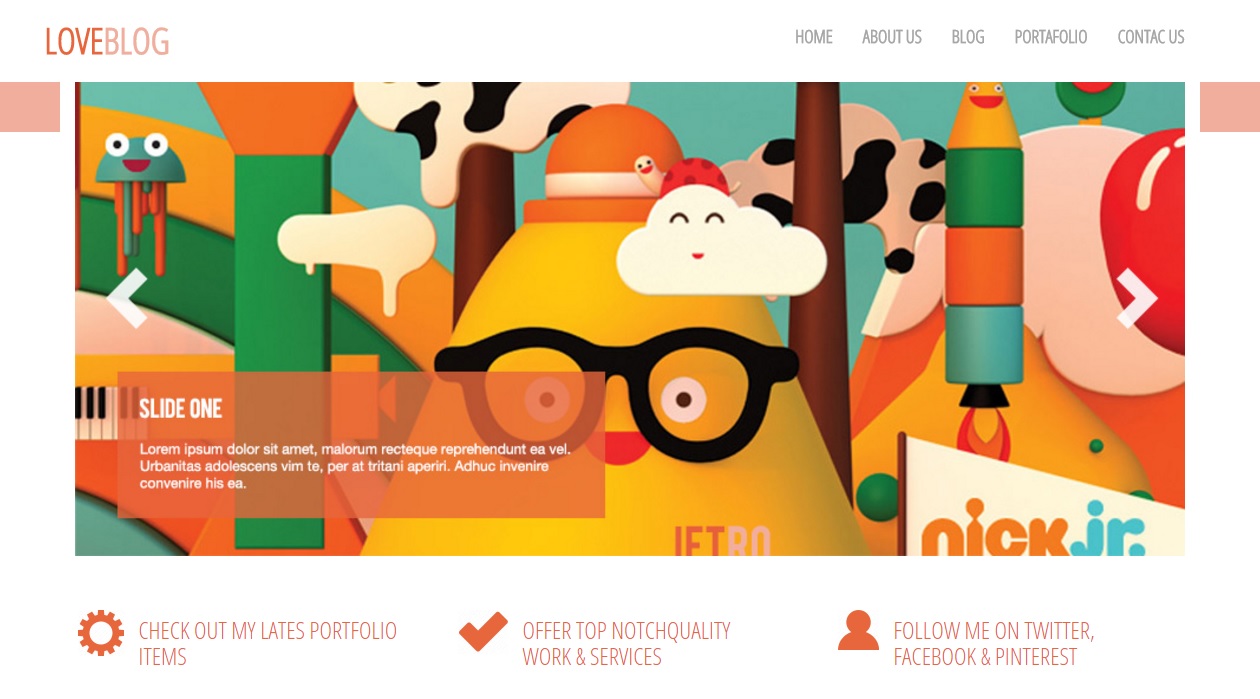 LOVEBLOG
HOME ABOUT US BLOG PORTAFOLIO CONTAC US
SLIDE ONE
Lorem ipsum dolor sit amet, malorum recteque reprehendunt ea vel.
Urbanitas adolescens vim te, per at tritani aperiri. Adhuc invenire
convenire his ea.
JETRO
nick jr.
CHECK OUT MY LATES PORTFOLIO
ITEMS
OFFER TOP NOTCHQUALITY
WORK & SERVICES
FOLLOW ME ON TWITTER,
FACEBOOK & PINTEREST